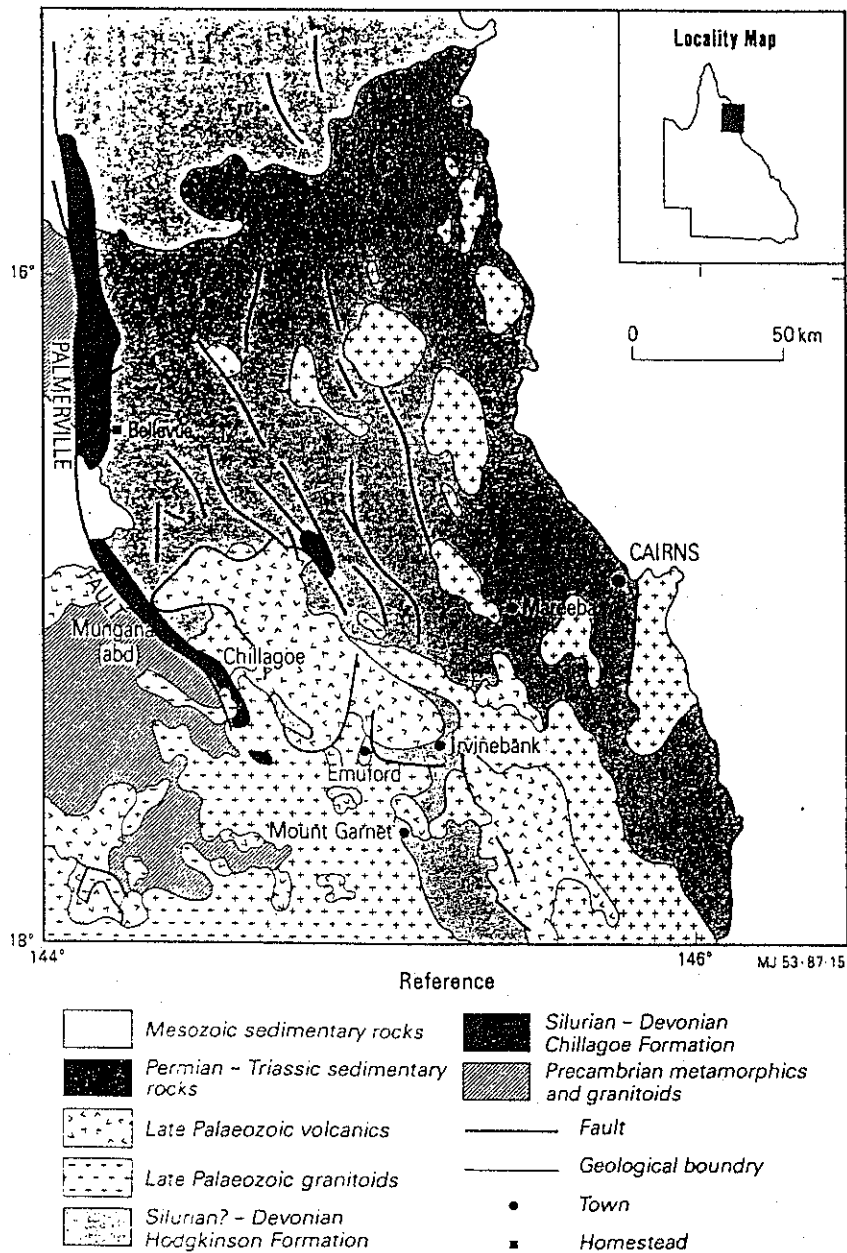 Locality Map
16°
0 50 km
PALMERVILLE
Bellevue
CAIRNS
Mareeba
FAULT
Mungana
(abd)
Chillagoe
Irvinebank
Emuford
Mount Garnet
18°
144°
146°
MJ 53·87·15
Reference
Mesozoic sedimentary rocks
Permian – Triassic sedimentary
rocks
Late Palaeozoic volcanics
Late Palaeozoic granitoids
Silurian? – Devonian
Hodgkinson Formation
Silurian – Devonian
Chillagoe Formation
Precambrian metamorphics
and granitoids
Fault
Geological boundry
Town
Homestead